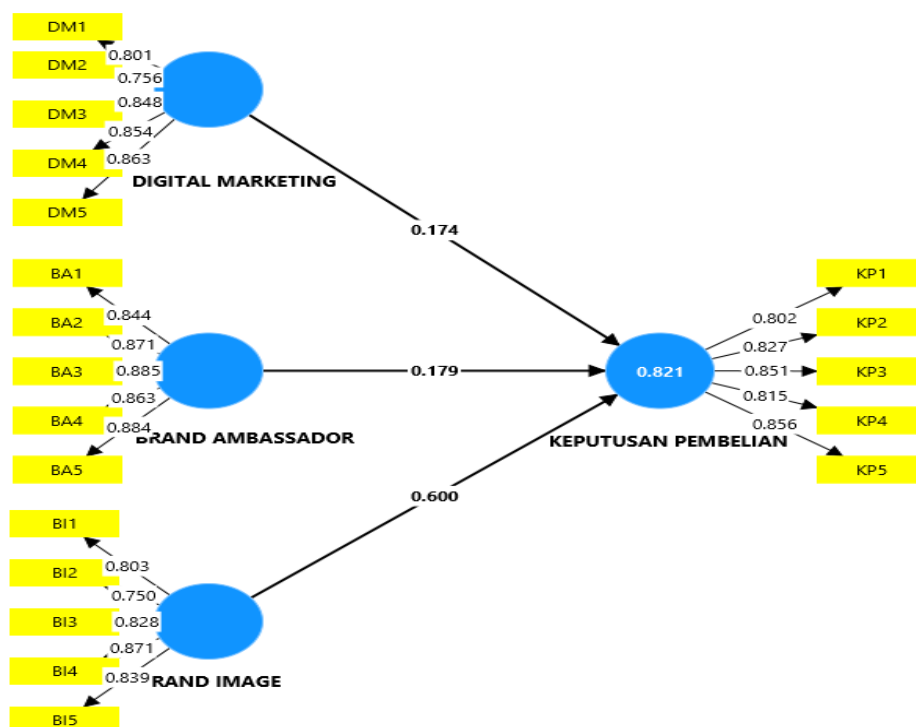 DM1
0.801
DM2
0.756
0.848
DM3
0.854
DM4
0.863
DIGITAL MARKETING
DM5
0.174
BA1
0.844
BA2
0.871
BA3
0.885
0.863
BA4
0.884
BRAND AMBASSADOR
BA5
0.179
0.821
KEPUTUSAN PEMBELIAN
KP1
0.802
KP2
0.827
0.851
KP3
0.815
KP4
0.856
KP5
0.600
BI1
0.803
BI2
0.750
BI3
0.828
0.871
BI4
0.839
RAND IMAGE
BI5